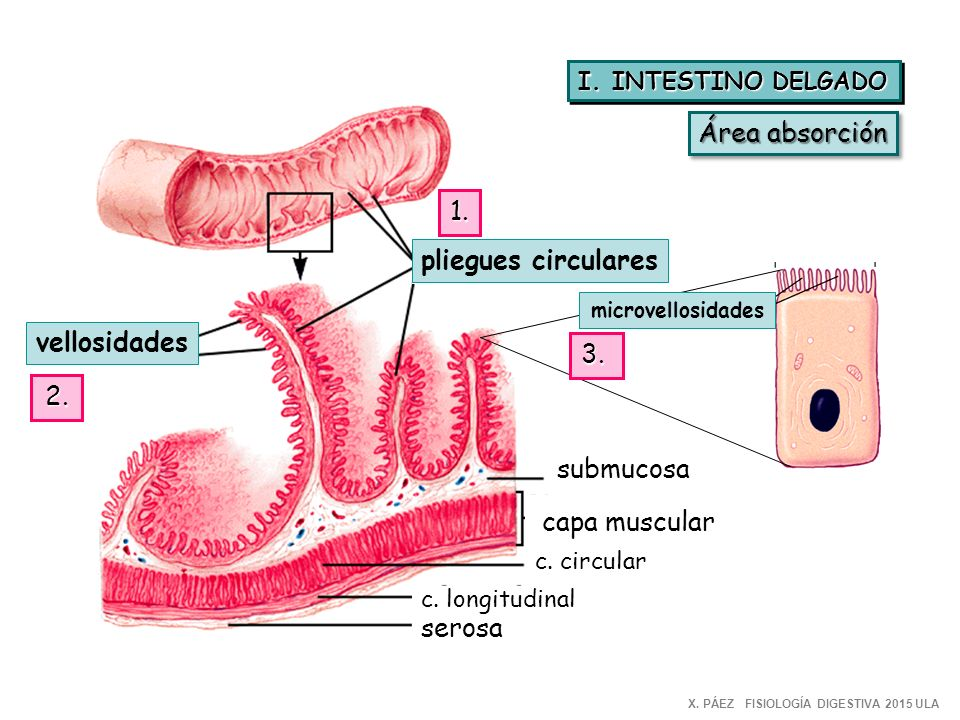 I. INTESTINO DELGADO
Área absorción
1.
pliegues circulares
microvellosidades
vellosidades
3.
2.
submucosa
capa muscular
c. circular
c. longitudinal
serosa
X. PÁEZ FISIOLOGÍA DIGESTIVA 2015 ULA